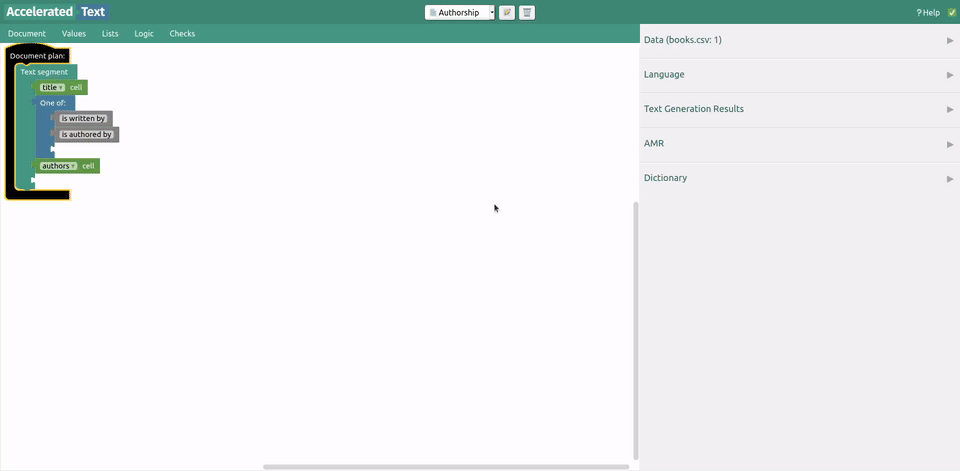 Accelerated Text
Authorship
? Help
Document Values Lists Logic Checks
Document plan:
Text segment
title cell
One of:
is written by
is authored by
authors cell
Data (books.csv: 1)
Language
Text Generation Results
AMR
Dictionary